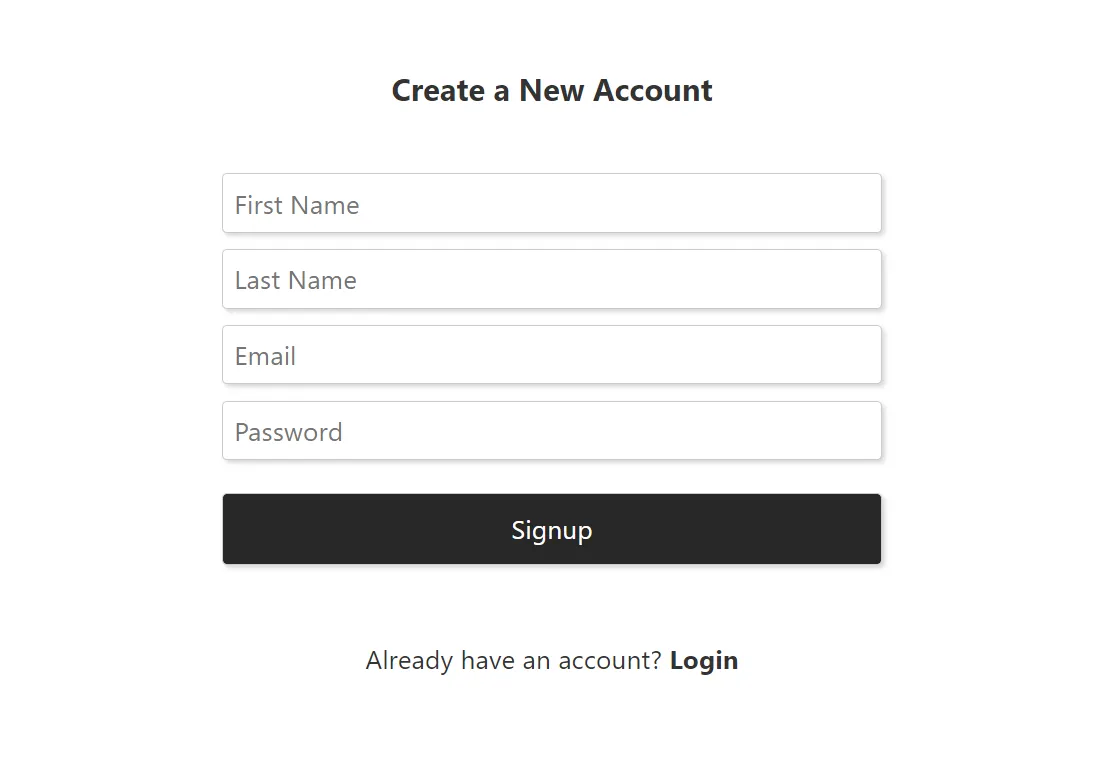 Create a New Account
First Name
Last Name
Email
Password
Signup
Already have an account? Login